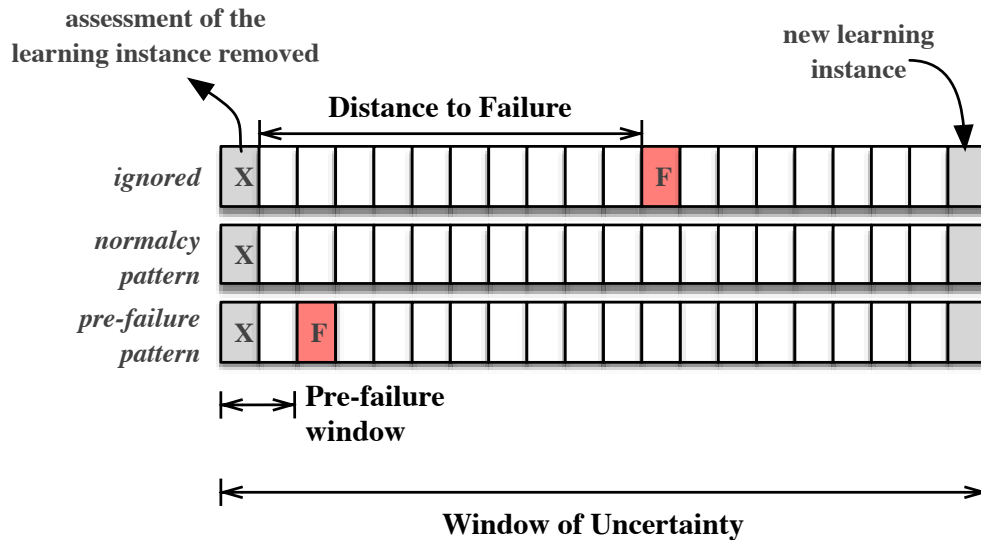 assessment of the
learning instance removed
new learning
instance
Distance to Failure
ignored
X
F
normalcy
pattern
X
pre-failure
pattern
X
F
Pre-failure
window
Window of Uncertainty